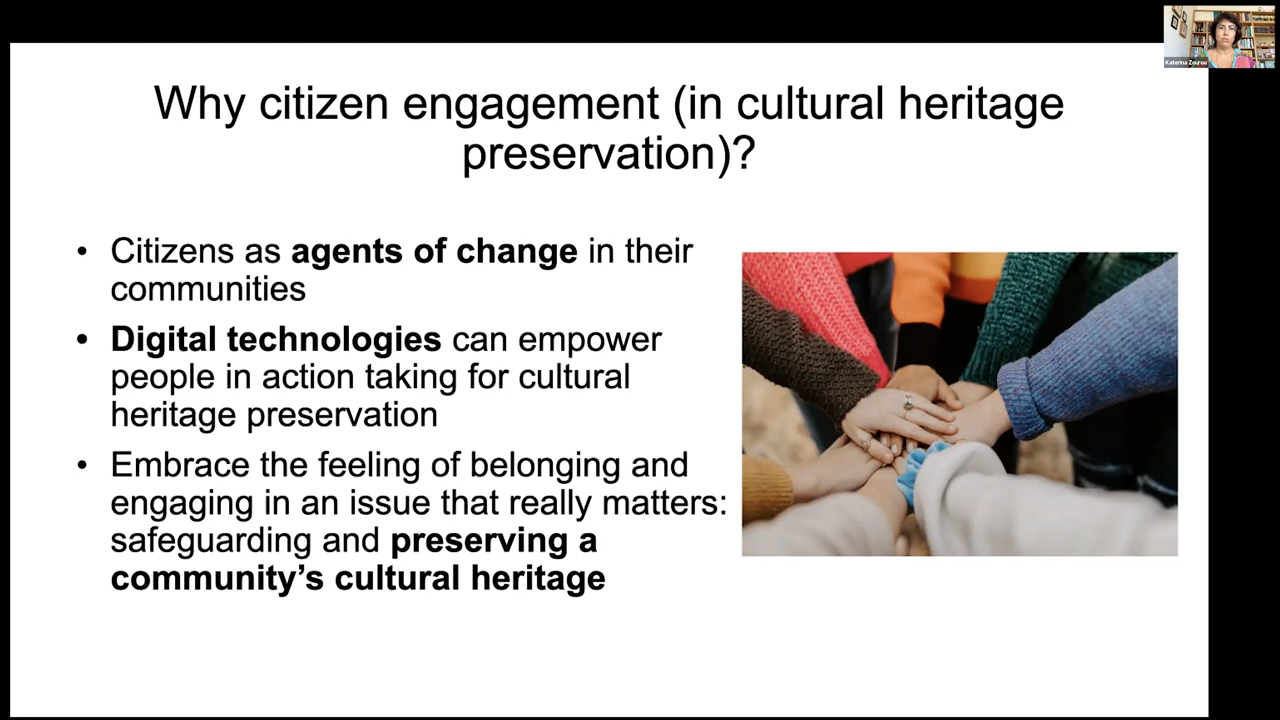 Katerina Zourou
Why citizen engagement (in cultural heritage
preservation)?
• Citizens as agents of change in their
communities
• Digital technologies can empower
people in action taking for cultural
heritage preservation
• Embrace the feeling of belonging and
engaging in an issue that really matters:
safeguarding and preserving a
community’s cultural heritage